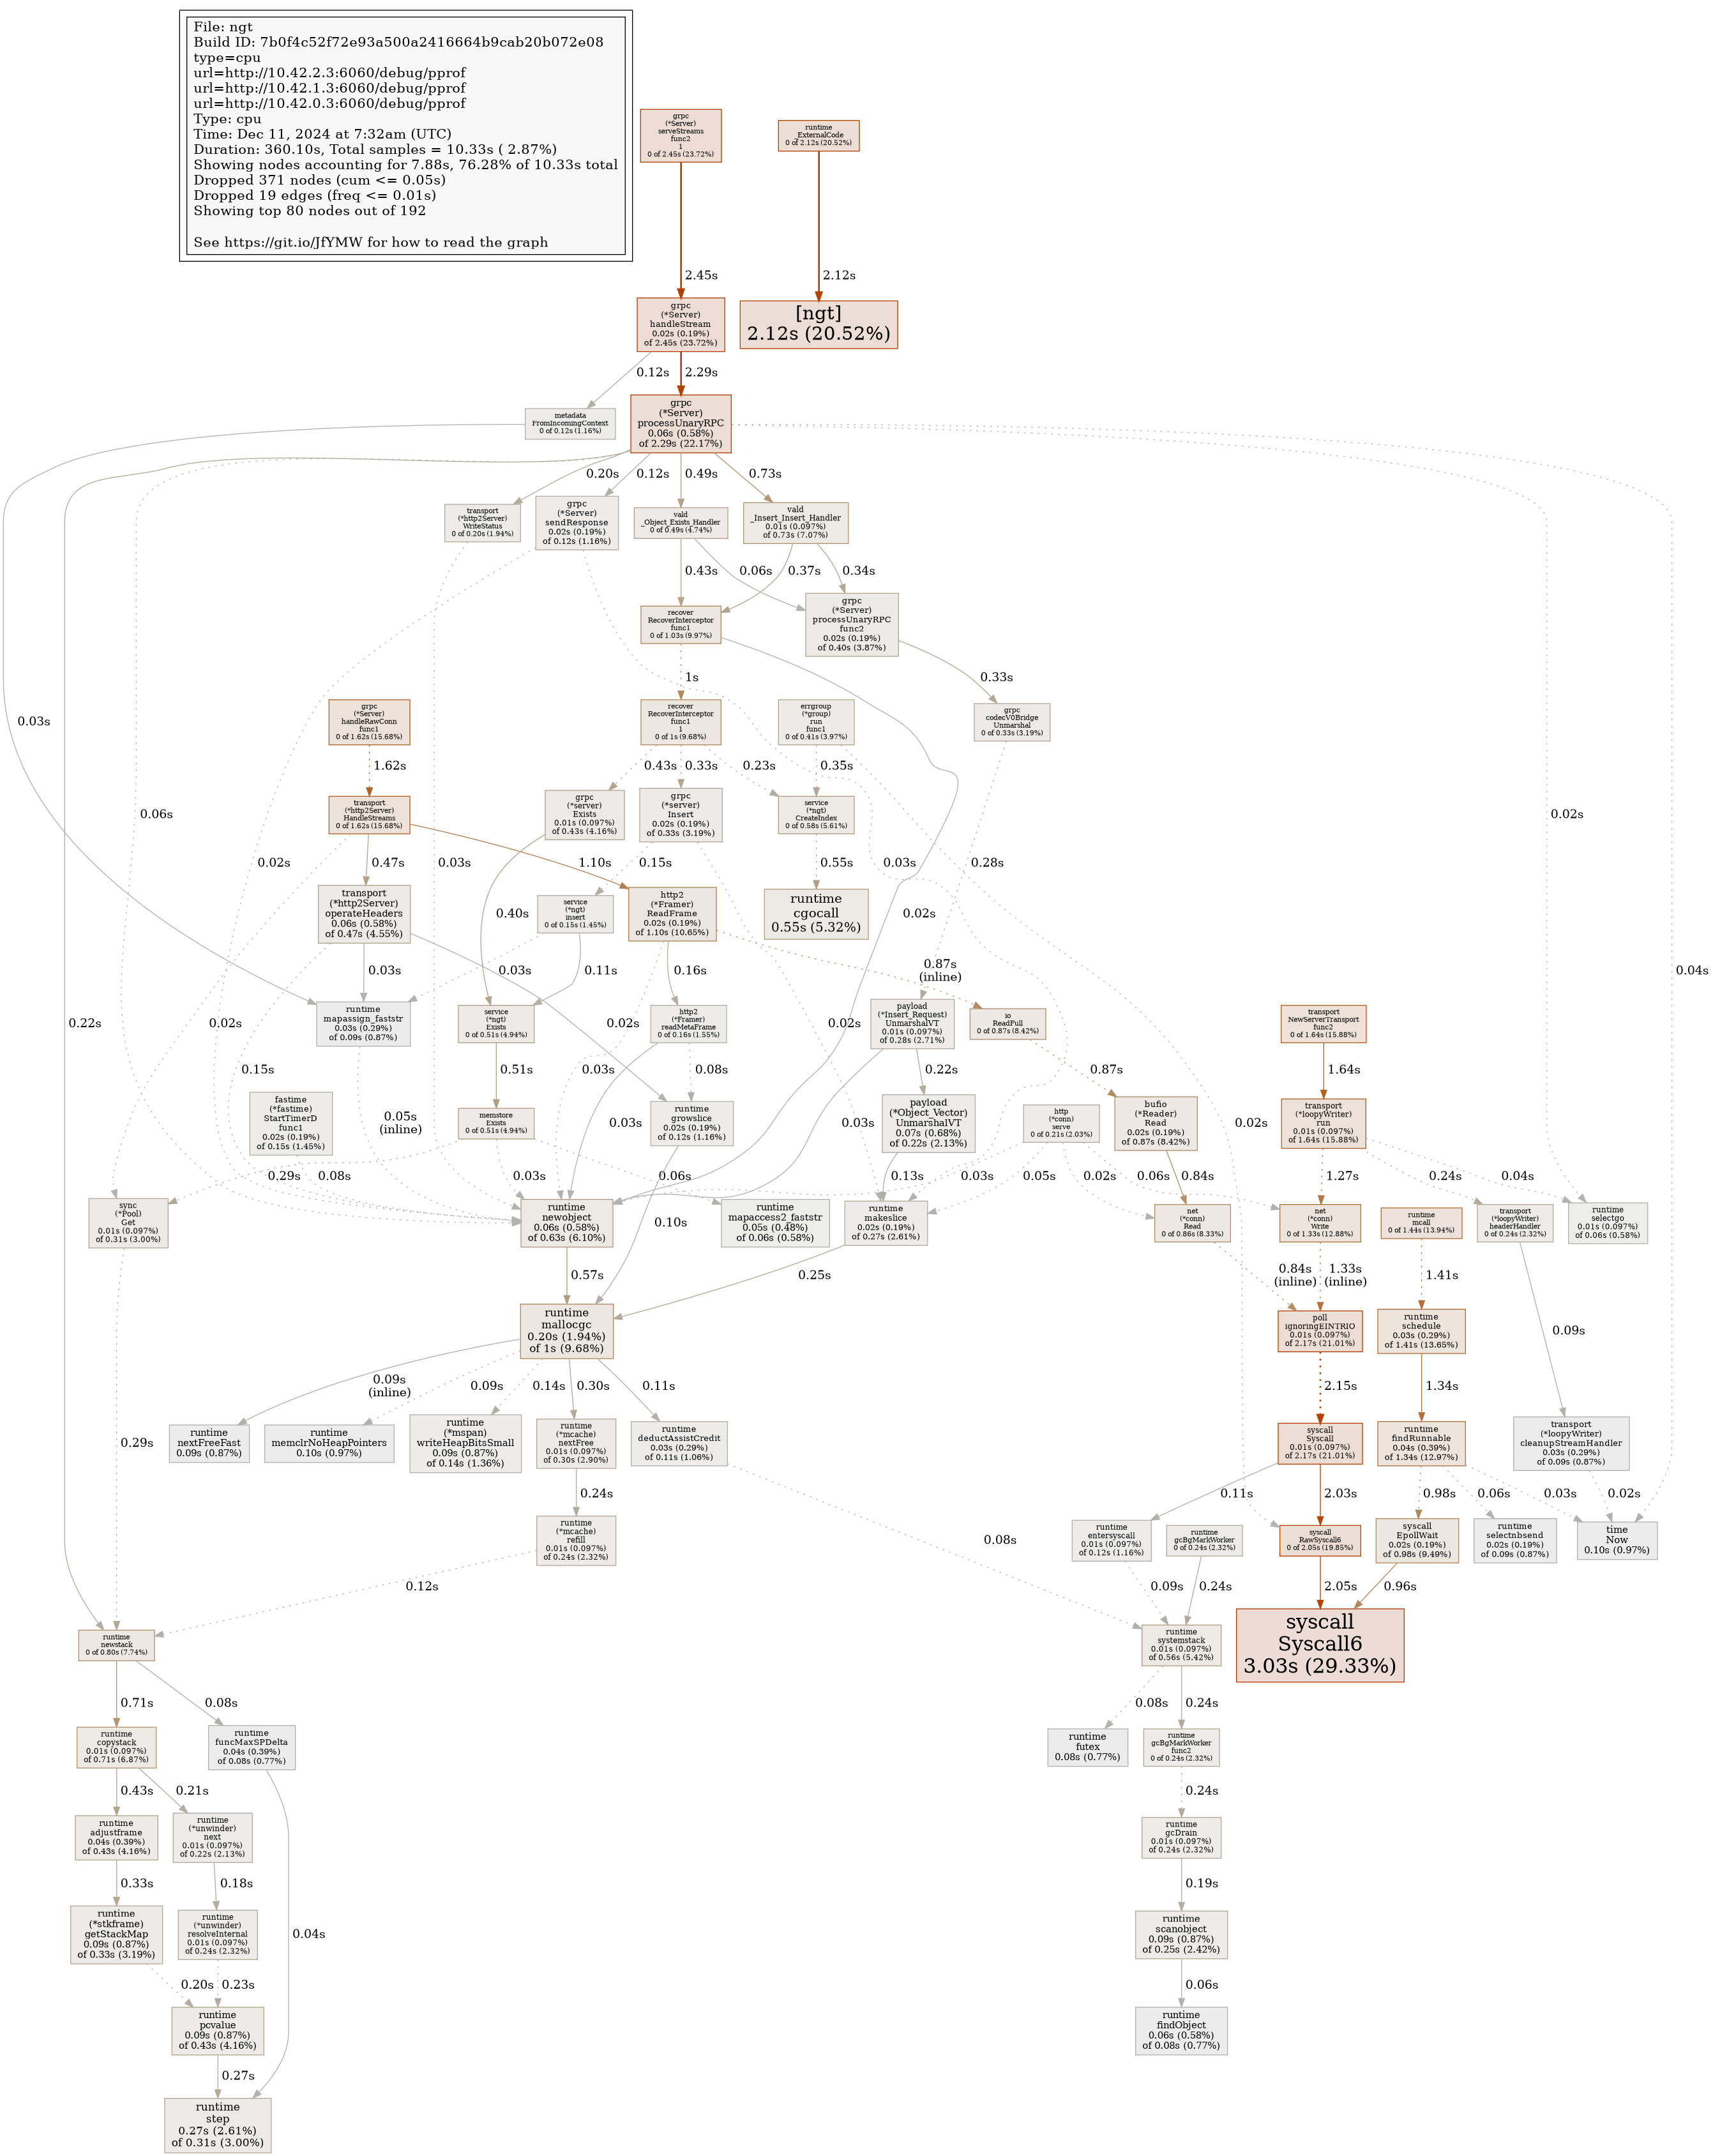 File: ngt
Build ID: 7b0f4c52f72e93a500a2416664b9cab20b072e08
type=cpu
url=http://10.42.2.3:6060/debug/pprof
url=http://10.42.1.3:6060/debug/pprof
url=http://10.42.0.3:6060/debug/pprof
Type: cpu
Time: Dec 11, 2024 at 7:32am (UTC)
Duration: 360.10s, Total samples = 10.33s ( 2.87%)
Showing nodes accounting for 7.88s, 76.28% of 10.33s total
Dropped 371 nodes (cum <= 0.05s)
Dropped 19 edges (freq <= 0.01s)
Showing top 80 nodes out of 192
See https://git.io/JfYMW for how to read the graph
grpc
(*Server)
serveStreams
func2
1
0 of 2.45s (23.72%)
runtime
_ExternalCode
0 of 2.12s (20.52%)
2.45s
2.12s
grpc
(*Server)
handleStream
0.02s (0.19%)
of 2.45s (23.72%)
[ngt]
2.12s (20.52%)
0.12s
2.29s
metadata
FromIncomingContext
0 of 0.12s (1.16%)
grpc
(*Server)
processUnaryRPC
0.06s (0.58%)
of 2.29s (22.17%)
0.20s
0.12s
0.49s
0.73s
transport
(*http2Server)
WriteStatus
0 of 0.20s (1.94%)
grpc
(*Server)
sendResponse
0.02s (0.19%)
of 0.12s (1.16%)
vald
_Object_Exists_Handler
0 of 0.49s (4.74%)
vald
_Insert_Insert_Handler
0.01s (0.097%)
of 0.73s (7.07%)
0.43s
0.06s
0.37s
0.34s
recover
RecoverInterceptor
func1
0 of 1.03s (9.97%)
grpc
(*Server)
processUnaryRPC
func2
0.02s (0.19%)
of 0.40s (3.87%)
1s
0.33s
0.03s
grpc
(*Server)
handleRawConn
func1
0 of 1.62s (15.68%)
recover
RecoverInterceptor
func1
1
0 of 1s (9.68%)
errgroup
(*group)
run
func1
0 of 0.41s (3.97%)
grpc
codecV0Bridge
Unmarshal
0 of 0.33s (3.19%)
1.62s
0.43s
0.33s
0.23s
0.35s
0.06s
0.02s
transport
(*http2Server)
HandleStreams
0 of 1.62s (15.68%)
grpc
(*server)
Exists
0.01s (0.097%)
of 0.43s (4.16%)
grpc
(*server)
Insert
0.02s (0.19%)
of 0.33s (3.19%)
service
(*ngt)
CreateIndex
0 of 0.58s (5.61%)
0.02s
0.03s
0.47s
1.10s
0.15s
0.55s
0.03s
0.28s
transport
(*http2Server)
operateHeaders
0.06s (0.58%)
of 0.47s (4.55%)
service
(*ngt)
insert
0 of 0.15s (1.45%)
http2
(*Framer)
ReadFrame
0.02s (0.19%)
of 1.10s (10.65%)
runtime
cgocall
0.55s (5.32%)
0.40s
0.02s
0.03s
0.03s
0.11s
0.16s
0.87s
(inline)
0.04s
runtime
mapassign_faststr
0.03s (0.29%)
of 0.09s (0.87%)
service
(*ngt)
Exists
0 of 0.51s (4.94%)
http2
(*Framer)
readMetaFrame
0 of 0.16s (1.55%)
payload
(*Insert_Request)
UnmarshalVT
0.01s (0.097%)
of 0.28s (2.71%)
io
ReadFull
0 of 0.87s (8.42%)
transport
NewServerTransport
func2
0 of 1.64s (15.88%)
0.22s
0.02s
0.02s
0.02s
0.15s
0.51s
0.03s
0.08s
0.22s
0.87s
1.64s
fastime
(*fastime)
StartTimerD
func1
0.02s (0.19%)
of 0.15s (1.45%)
0.05s
(inline)
memstore
Exists
0 of 0.51s (4.94%)
0.03s
runtime
growslice
0.02s (0.19%)
of 0.12s (1.16%)
0.03s
0.03s
payload
(*Object_Vector)
UnmarshalVT
0.07s (0.68%)
of 0.22s (2.13%)
http
(*conn)
serve
0 of 0.21s (2.03%)
bufio
(*Reader)
Read
0.02s (0.19%)
of 0.87s (8.42%)
0.02s
transport
(*loopyWriter)
run
0.01s (0.097%)
of 1.64s (15.88%)
0.29s
0.08s
0.03s
0.06s
0.13s
0.03s
0.05s
0.02s
0.06s
0.84s
1.27s
0.24s
0.04s
sync
(*Pool)
Get
0.01s (0.097%)
of 0.31s (3.00%)
runtime
newobject
0.06s (0.58%)
of 0.63s (6.10%)
0.10s
runtime
mapaccess2_faststr
0.05s (0.48%)
of 0.06s (0.58%)
runtime
makeslice
0.02s (0.19%)
of 0.27s (2.61%)
net
(*conn)
Read
0 of 0.86s (8.33%)
net
(*conn)
Write
0 of 1.33s (12.88%)
runtime
mcall
0 of 1.44s (13.94%)
transport
(*loopyWriter)
headerHandler
0 of 0.24s (2.32%)
runtime
selectgo
0.01s (0.097%)
of 0.06s (0.58%)
0.57s
0.25s
0.84s
(inline)
1.33s
(inline)
1.41s
runtime
mallocgc
0.20s (1.94%)
of 1s (9.68%)
poll
ignoringEINTRIO
0.01s (0.097%)
of 2.17s (21.01%)
runtime
schedule
0.03s (0.29%)
of 1.41s (13.65%)
0.09s
0.09s
(inline)
0.09s
0.14s
0.30s
0.11s
2.15s
1.34s
0.29s
runtime
nextFreeFast
0.09s (0.87%)
runtime
memclrNoHeapPointers
0.10s (0.97%)
runtime
(*mspan)
writeHeapBitsSmall
0.09s (0.87%)
of 0.14s (1.36%)
runtime
(*mcache)
nextFree
0.01s (0.097%)
of 0.30s (2.90%)
runtime
deductAssistCredit
0.03s (0.29%)
of 0.11s (1.06%)
syscall
Syscall
0.01s (0.097%)
of 2.17s (21.01%)
runtime
findRunnable
0.04s (0.39%)
of 1.34s (12.97%)
transport
(*loopyWriter)
cleanupStreamHandler
0.03s (0.29%)
of 0.09s (0.87%)
0.24s
0.11s
2.03s
0.98s
0.06s
0.03s
0.02s
runtime
(*mcache)
refill
0.01s (0.097%)
of 0.24s (2.32%)
0.08s
runtime
entersyscall
0.01s (0.097%)
of 0.12s (1.16%)
runtime
gcBgMarkWorker
0 of 0.24s (2.32%)
syscall
RawSyscall6
0 of 2.05s (19.85%)
syscall
EpollWait
0.02s (0.19%)
of 0.98s (9.49%)
runtime
selectnbsend
0.02s (0.19%)
of 0.09s (0.87%)
time
Now
0.10s (0.97%)
0.12s
0.09s
0.24s
2.05s
0.96s
runtime
newstack
0 of 0.80s (7.74%)
runtime
systemstack
0.01s (0.097%)
of 0.56s (5.42%)
syscall
Syscall6
3.03s (29.33%)
0.71s
0.08s
0.08s
0.24s
runtime
copystack
0.01s (0.097%)
of 0.71s (6.87%)
runtime
funcMaxSPDelta
0.04s (0.39%)
of 0.08s (0.77%)
runtime
futex
0.08s (0.77%)
runtime
gcBgMarkWorker
func2
0 of 0.24s (2.32%)
0.43s
0.21s
0.24s
runtime
adjustframe
0.04s (0.39%)
of 0.43s (4.16%)
runtime
(*unwinder)
next
0.01s (0.097%)
of 0.22s (2.13%)
runtime
gcDrain
0.01s (0.097%)
of 0.24s (2.32%)
0.33s
0.18s
0.19s
runtime
(*stkframe)
getStackMap
0.09s (0.87%)
of 0.33s (3.19%)
runtime
(*unwinder)
resolveInternal
0.01s (0.097%)
of 0.24s (2.32%)
0.04s
runtime
scanobject
0.09s (0.87%)
of 0.25s (2.42%)
0.20s
0.23s
0.06s
runtime
pcvalue
0.09s (0.87%)
of 0.43s (4.16%)
runtime
findObject
0.06s (0.58%)
of 0.08s (0.77%)
0.27s
runtime
step
0.27s (2.61%)
of 0.31s (3.00%)